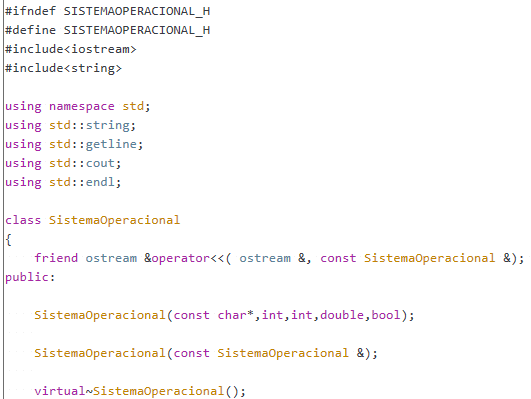 #ifndef SISTEMAOPERACIONAL_H
#define SISTEMAOPERACIONAL_H
#include<iostream>
#include<string>
using namespace std;
using std::string;
using std::getline;
using std::cout;
using std::endl;
class SistemaOperacional
{
friend ostream &operator<<( ostream &, const SistemaOperacional &);
public:
SistemaOperacional(const char*,int,int,double,bool);
SistemaOperacional(const SistemaOperacional &);
virtual~SistemaOperacional();